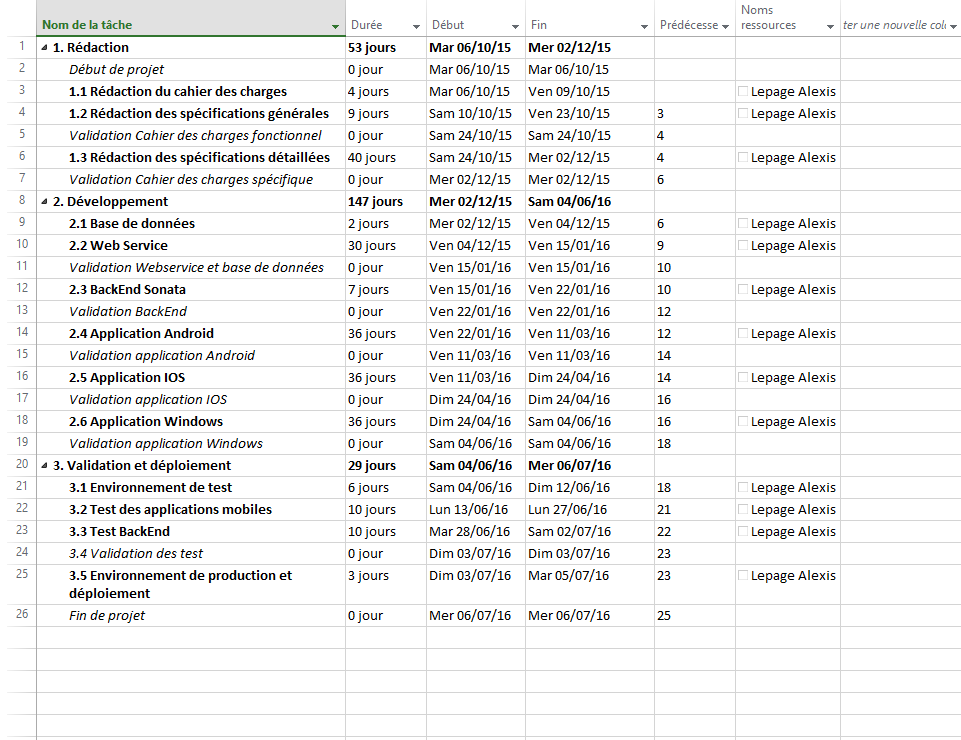 Nom de la tâche Durée Début Fin Prédécesse Noms ressources ter une nouvelle col
1 1. Rédaction 53 jours Mar 06/10/15 Mer 02/12/15
2 Début de projet 0 jour Mar 06/10/15 Mar 06/10/15
3 1.1 Rédaction du cahier des charges 4 jours Mar 06/10/15 Ven 09/10/15 Lepage Alexis
4 1.2 Rédaction des spécifications générales 9 jours Sam 10/10/15 Ven 23/10/15 3 Lepage Alexis
5 Validation Cahier des charges fonctionnel 0 jour Sam 24/10/15 Sam 24/10/15 4
6 1.3 Rédaction des spécifications détaillées 40 jours Sam 24/10/15 Mer 02/12/15 4 Lepage Alexis
7 Validation Cahier des charges spécifique 0 jour Mer 02/12/15 Mer 02/12/15 6
8 2. Développement 147 jours Mer 02/12/15 Sam 04/06/16
9 2.1 Base de données 2 jours Mer 02/12/15 Ven 04/12/15 6 Lepage Alexis
10 2.2 Web Service 30 jours Ven 04/12/15 Ven 15/01/16 9 Lepage Alexis
11 Validation Webservice et base de données 0 jour Ven 15/01/16 Ven 15/01/16 10
12 2.3 BackEnd Sonata 7 jours Ven 15/01/16 Ven 22/01/16 10 Lepage Alexis
13 Validation BackEnd 0 jour Ven 22/01/16 Ven 22/01/16 12
14 2.4 Application Android 36 jours Ven 22/01/16 Ven 11/03/16 12 Lepage Alexis
15 Validation application Android 0 jour Ven 11/03/16 Ven 11/03/16 14
16 2.5 Application IOS 36 jours Ven 11/03/16 Dim 24/04/16 14 Lepage Alexis
17 Validation application IOS 0 jour Dim 24/04/16 Dim 24/04/16 16
18 2.6 Application Windows 36 jours Dim 24/04/16 Sam 04/06/16 16 Lepage Alexis
19 Validation application Windows 0 jour Sam 04/06/16 Sam 04/06/16 18
20 3. Validation et déploiement 29 jours Sam 04/06/16 Mer 06/07/16
21 3.1 Environnement de test 6 jours Sam 04/06/16 Dim 12/06/16 18 Lepage Alexis
22 3.2 Test des applications mobiles 10 jours Lun 13/06/16 Lun 27/06/16 21 Lepage Alexis
23 3.3 Test BackEnd 10 jours Mar 28/06/16 Sam 02/07/16 22 Lepage Alexis
24 3.4 Validation des test 0 jour Dim 03/07/16 Dim 03/07/16 23
25 3.5 Environnement de production et 3 jours Dim 03/07/16 Mar 05/07/16 23 Lepage Alexis
déploiement
26 Fin de projet 0 jour Mer 06/07/16 Mer 06/07/16 25